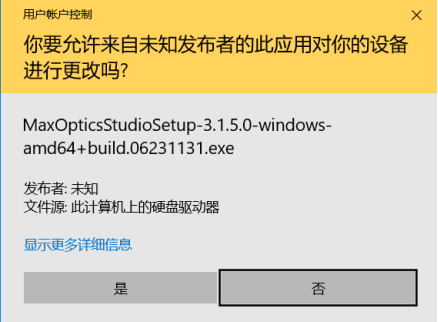 用户帐户控制
你要允许来自未知发布者的此应用对你的设备
进行更改吗?
MaxOpticsStudioSetup-3.1.5.0-windows-
amd64+build.06231131.exe
发布者: 未知
文件源: 此计算机上的硬盘驱动器
显示更多详细信息
是
否